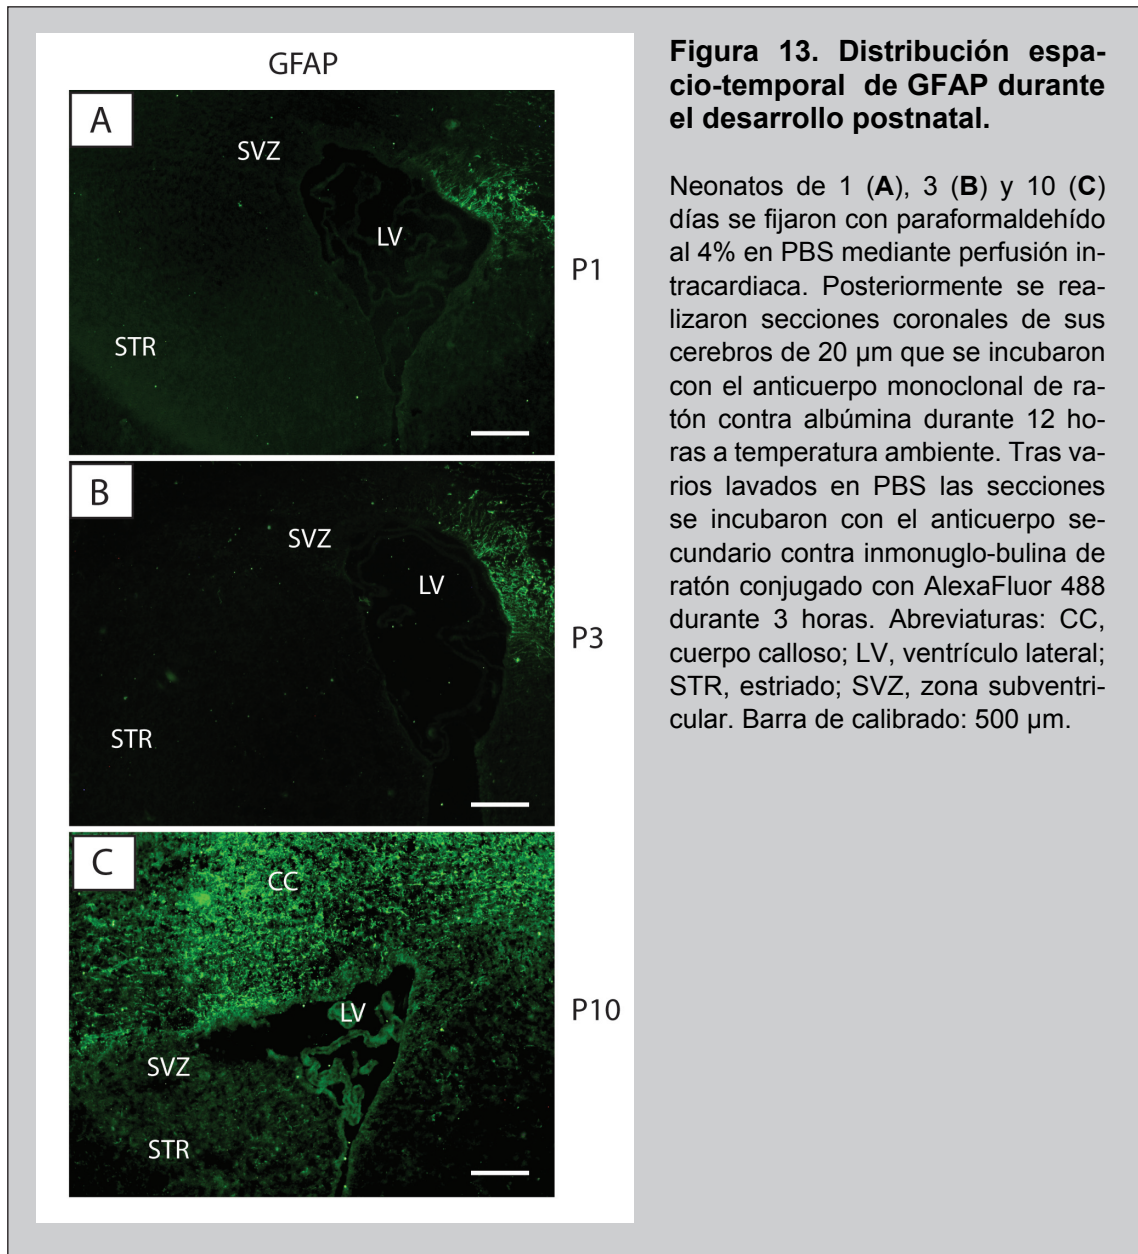 GFAP
A
SVZ
LV
STR
P1
B
SVZ
LV
STR
P3
C
CC
LV
SVZ
STR
P10
Figura 13. Distribución espa-
cio-temporal de GFAP durante
el desarrollo postnatal.
Neonatos de 1 (A), 3 (B) y 10 (C)
días se fijaron con paraformaldehído
al 4% en PBS mediante perfusión in-
tracardiaca. Posteriormente se rea-
lizaron secciones coronales de sus
cerebros de 20 µm que se incubaron
con el anticuerpo monoclonal de ra-
tón contra albúmina durante 12 ho-
ras a temperatura ambiente. Tras va-
rios lavados en PBS las secciones
se incubaron con el anticuerpo se-
cundario contra inmonuglo-bulina de
ratón conjugado con AlexaFluor 488
durante 3 horas. Abreviaturas: CC,
cuerpo calloso; LV, ventrículo lateral;
STR, estriado; SVZ, zona subventri-
cular. Barra de calibrado: 500 µm.